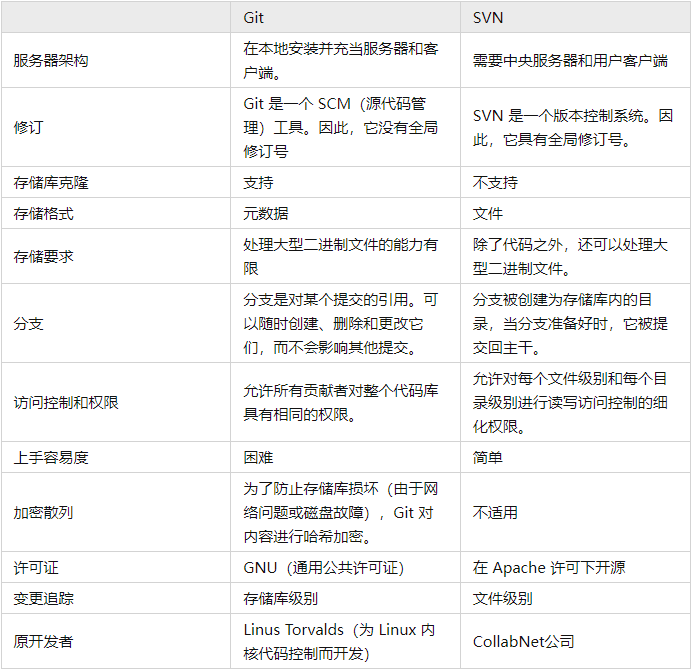 Git
SVN
服务器架构
在本地安装并充当服务器和客
户端。
需要中央服务器和用户客户端
修订
Git 是一个 SCM（源代码管
理）工具。因此，它没有全局
修订号
SVN 是一个版本控制系统。因
此，它具有全局修订号。
存储库克隆
支持
不支持
存储格式
元数据
文件
存储要求
处理大型二进制文件的能力有
限
除了代码之外，还可以处理大
型二进制文件。
分支
分支是对某个提交的引用。可
以随时创建、删除和更改它
们，而不会影响其他提交。
分支被创建为存储库内的目
录，当分支准备好时，它被提
交回主干。
访问控制和权限
允许所有贡献者对整个代码库
具有相同的权限。
允许对每个文件级别和每个目
录级别进行读写访问控制的细
化权限。
上手容易度
困难
简单
加密散列
为了防止存储库损坏（由于网
络问题或磁盘故障），Git 对
内容进行哈希加密。
不适用
许可证
GNU（通用公共许可证）
在 Apache 许可下开源
变更追踪
存储库级别
文件级别
原开发者
Linus Torvalds（为 Linux 内
核代码控制而开发）
CollabNet公司